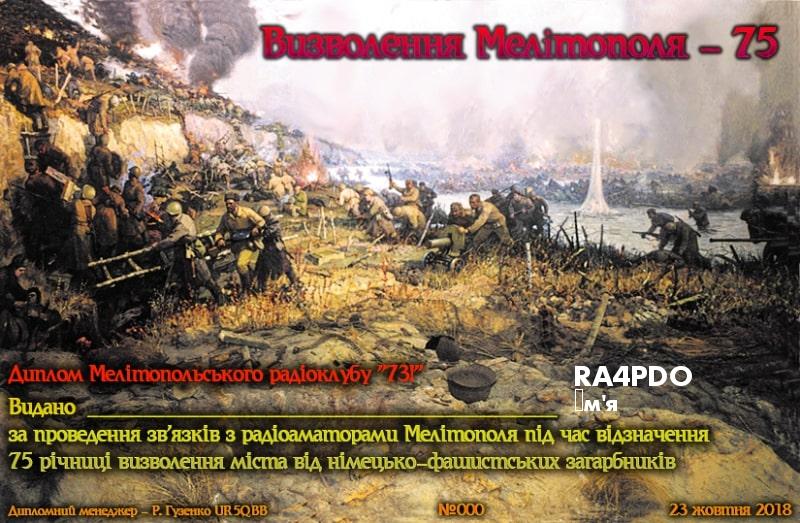 Визволення Мелітополя – 75
Диплом Мелітопольського радіоклубу "73!"
RA4PDO
Видано
м'я
за проведення зв'язків з радіоаматорами Мелітополя під час відзначення
75 річниці визволення міста від німецько-фашистських загарбників
Дипломний менеджер – Р. Гузенко UR5QBB №000 23 жовтня 2018